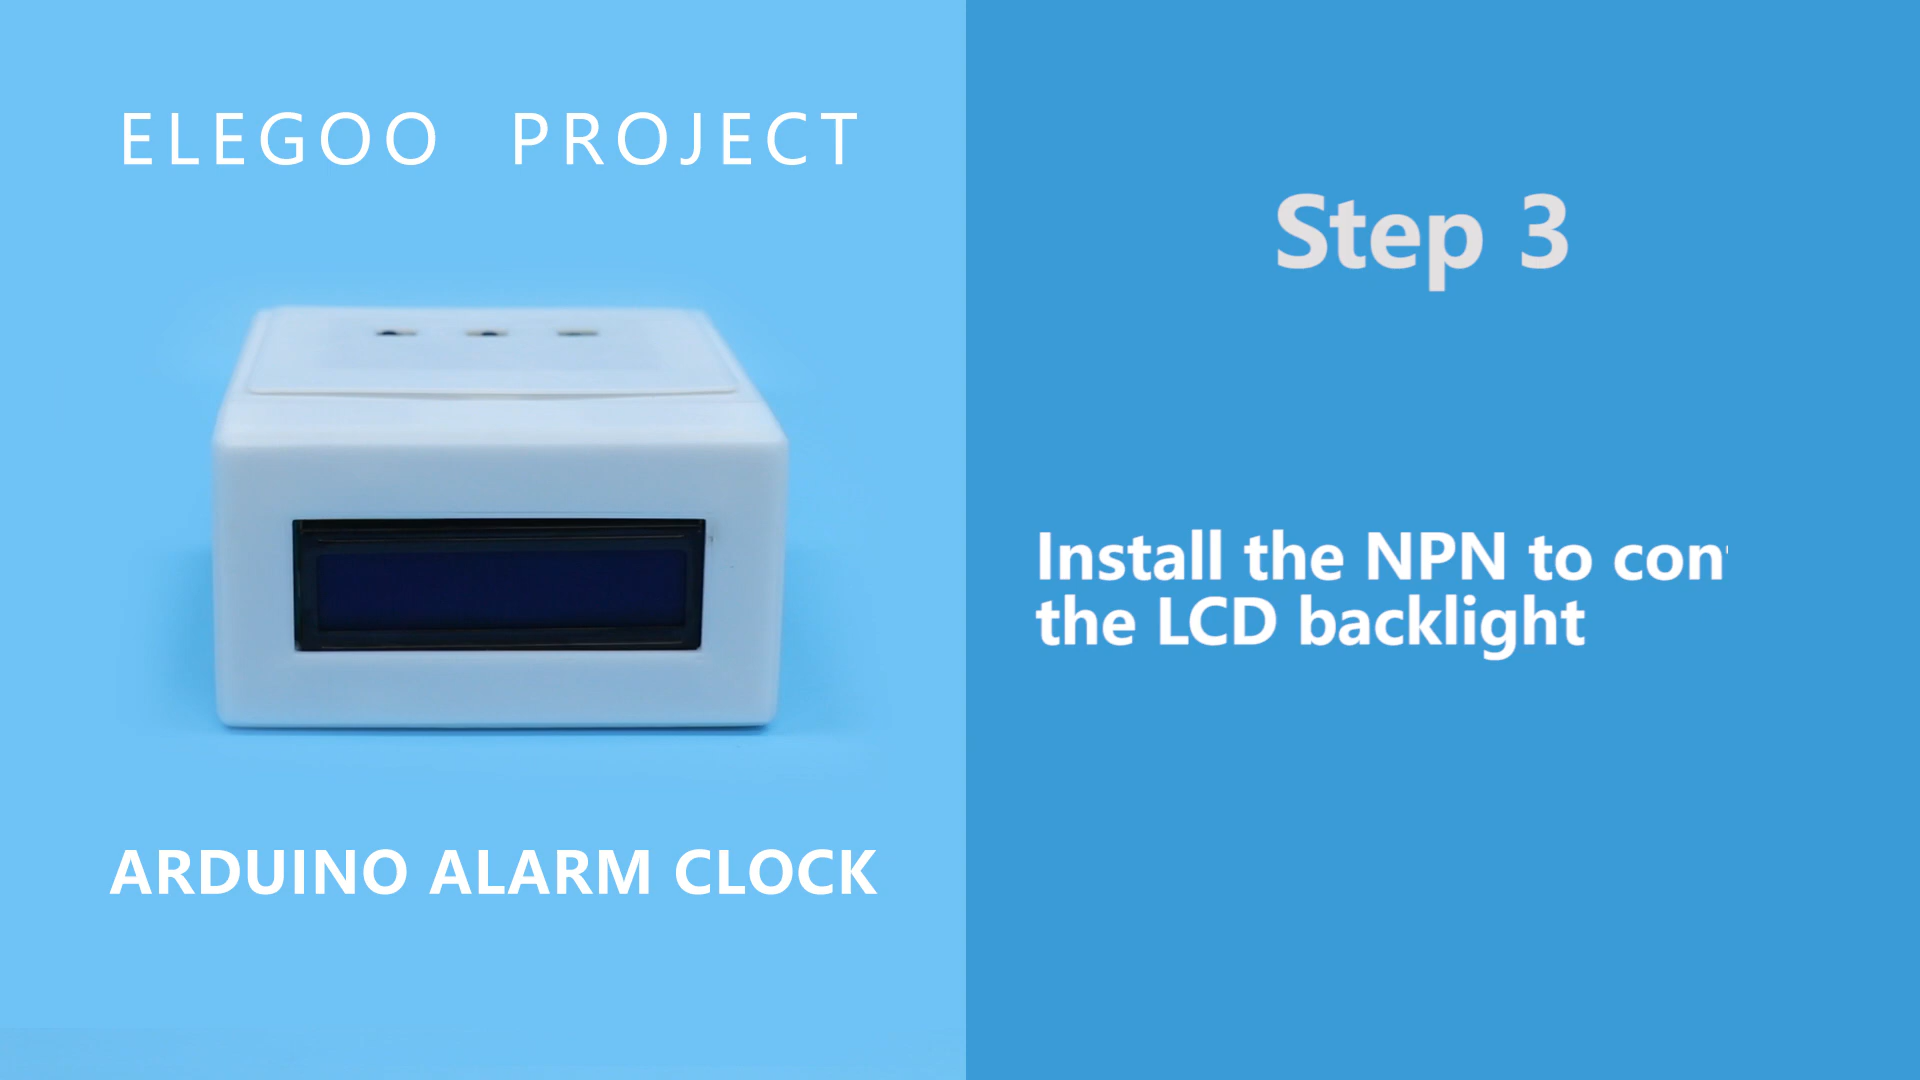 ELEGOO PROJECT
ARDUINO ALARM CLOCK
Step 3
Install the NPN to
the LCD backlight